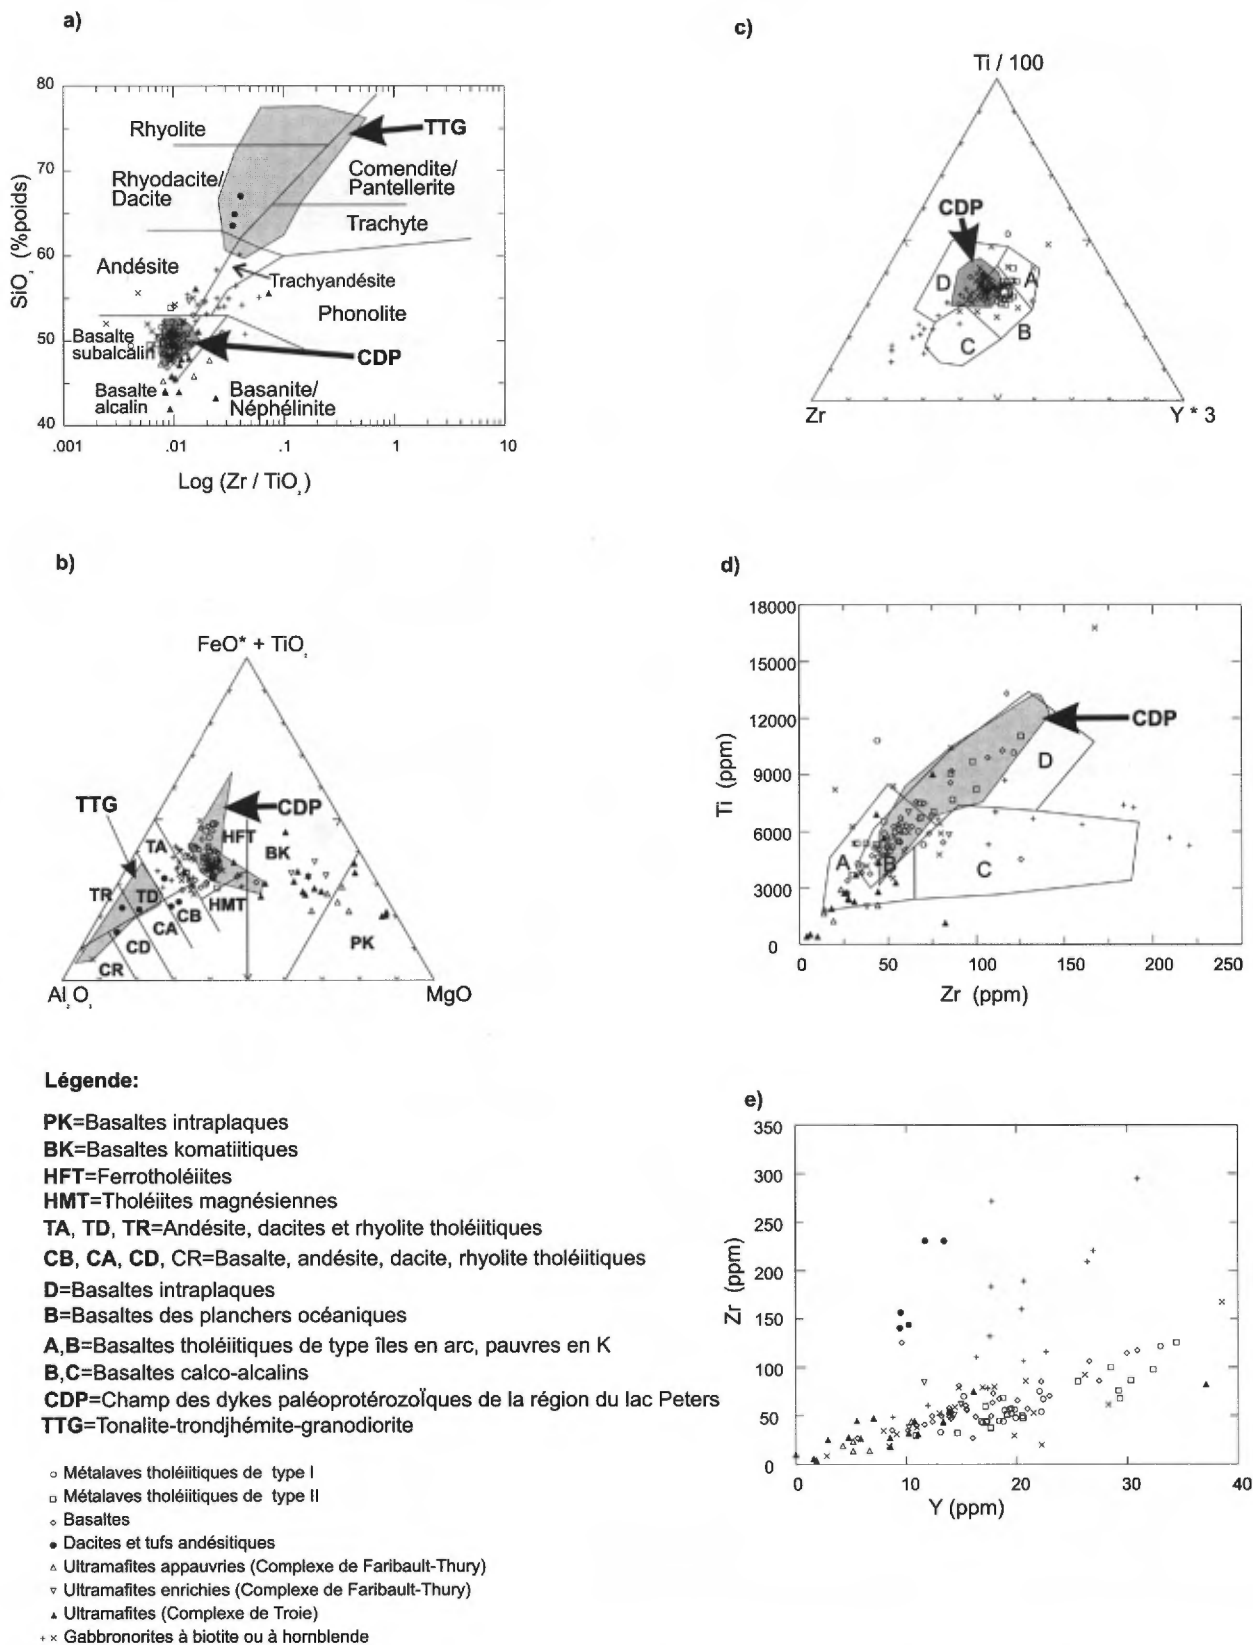 a)
80
70
60
50
40
SiO₂ (%poids)
Rhyolite
TTG
Rhyodacite/
Dacite
Comendite/
Pantellerite
Trachyte
Andésite
Trachyandésite
Phonolite
Basalte
subalcalin
CDP
Basalte
alcalin
Basanite/
Néphélinite
.001 .01 .1 1 10
Log (Zr / TiO₂)
c)
Ti / 100
CDP
D
A
B
C
Zr
Y * 3
b)
FeO* + TiO₂
TTG
CDP
TA
HFT
BK
TR
TD
CB
HMT
CA
CD
CR
PK
Al₂O₃
MgO
d)
18000
15000
12000
9000
6000
3000
0
Ti (ppm)
CDP
D
A
B
C
0 50 100 150 200 250
Zr (ppm)
Légende:
PK=Basaltes intraplaques
BK=Basaltes komatiitiques
HFT=Ferrotholéiites
HMT=Tholéiites magnésiennes
TA, TD, TR=Andésite, dacites et rhyolite tholéiitiques
CB, CA, CD, CR=Basalte, andésite, dacite, rhyolite tholéiitiques
D=Basaltes intraplaques
B=Basaltes des planchers océaniques
A,B=Basaltes tholéiitiques de type îles en arc, pauvres en K
B,C=Basaltes calco-alcalins
CDP=Champ des dykes paléoprotérozoïques de la région du lac Peters
TTG=Tonalite-trondjhémite-granodiorite
Métalaves tholéiitiques de type I
Métalaves tholéiitiques de type II
Basaltes
Dacites et tufs andésitiques
Ultramafites appauvries (Complexe de Faribault-Thury)
Ultramafites enrichies (Complexe de Faribault-Thury)
Ultramafites (Complexe de Troie)
Gabbronorites à biotite ou à hornblende
e)
350
300
250
200
150
100
50
0
Zr (ppm)
0 10 20 30 40
Y (ppm)